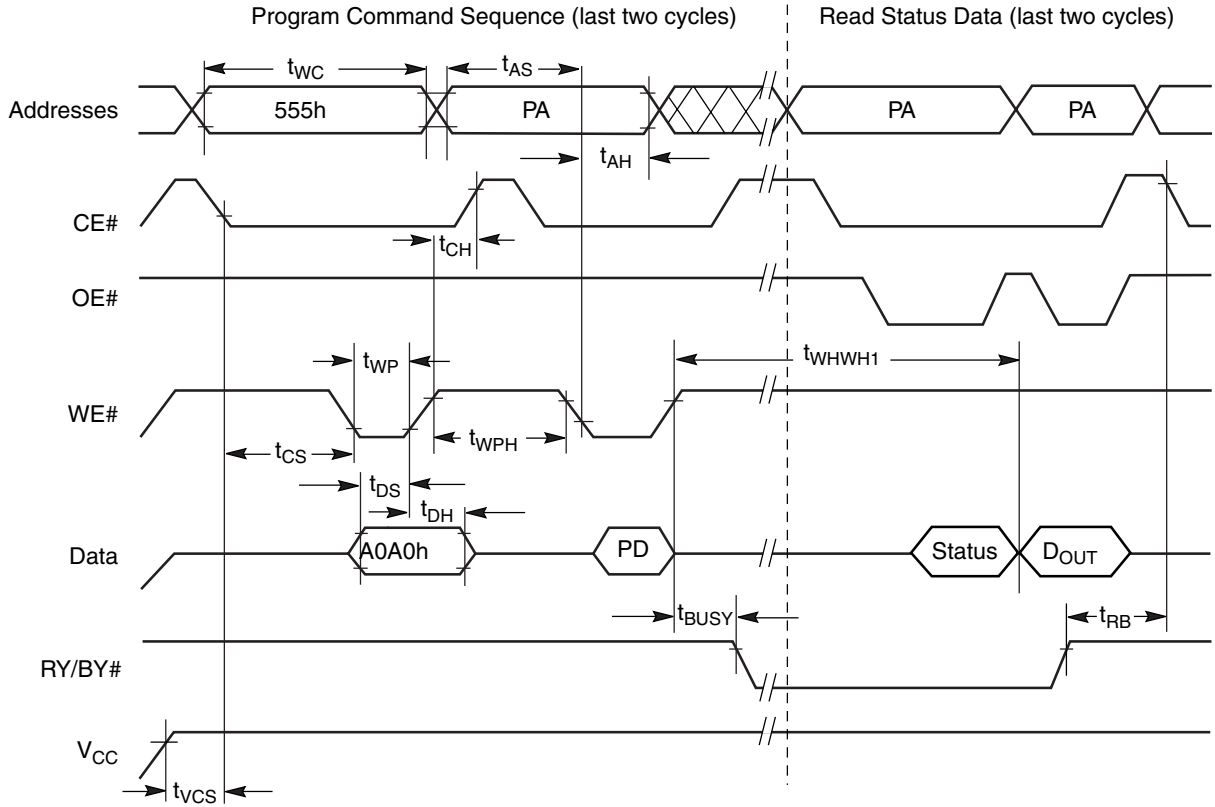 Program Command Sequence (last two cycles) Read Status Data (last two cycles)
tWC tAS
Addresses 555h PA PA PA
tAH
CE#
tCH
OE#
tWP tWHWH1
WE#
tCS tWPH
tDS
tDH
Data A0A0h PD Status DOUT
tBUSY tRB
RY/BY#
VCC
tVCS